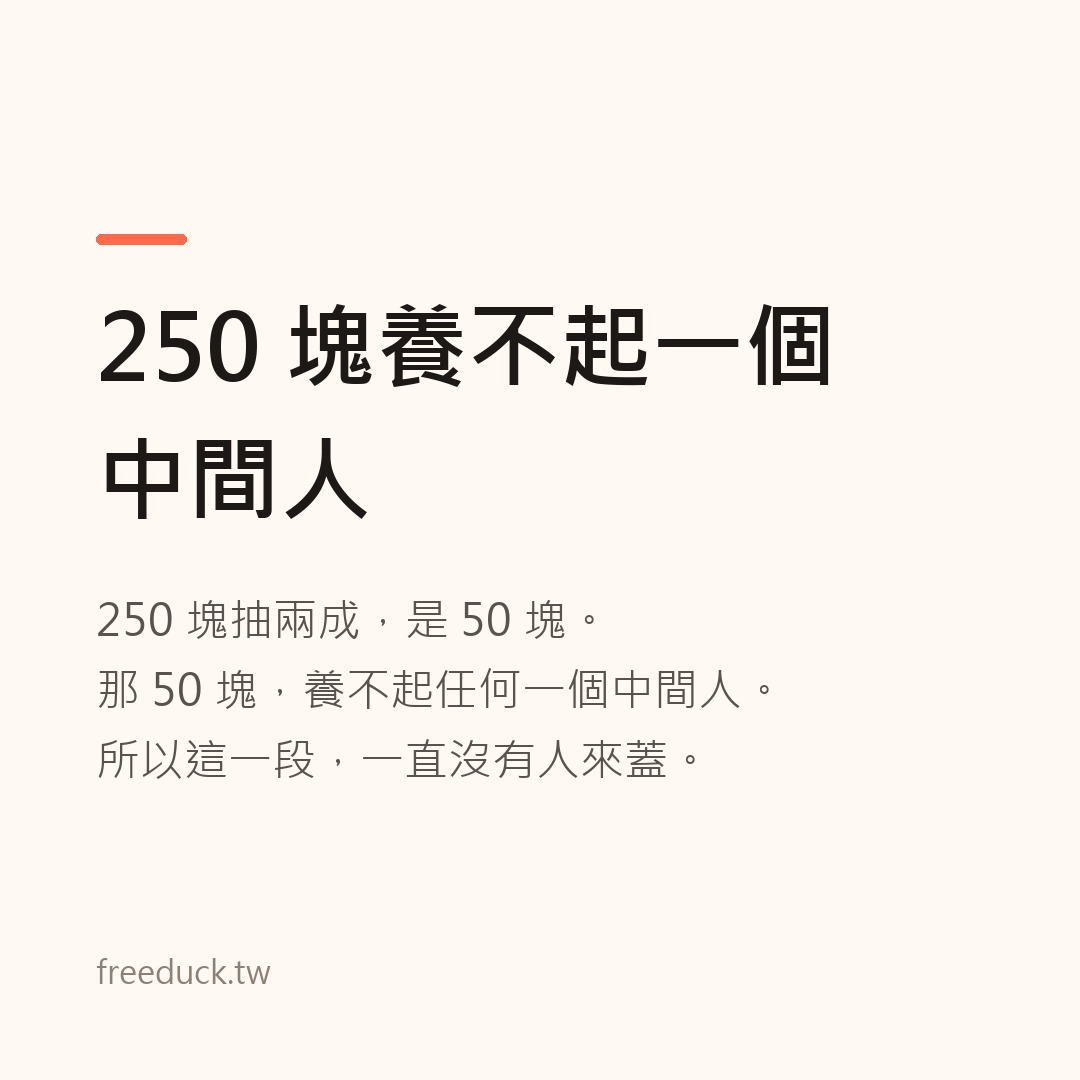 250 塊養不起一個
中間人
250 塊抽兩成，是 50 塊。
那 50 塊，養不起任何一個中間人。
所以這一段，一直沒有人來蓋。
freeduck.tw